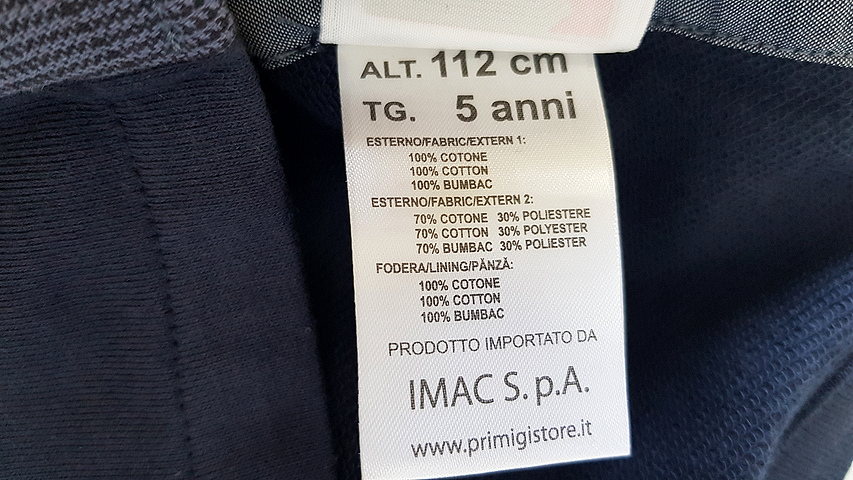 ALT. 112 cm
TG. 5 anni
ESTERNO/FABRIC/EXTERN 1:
100% COTONE
100% COTTON
100% BUMBAC
ESTERNO/FABRIC/EXTERN 2:
70% COTONE 30% POLIESTERE
70% COTTON 30% POLYESTER
70% BUMBAC 30% POLIESTER
FODERA/LINING/PĂNZĂ:
100% COTONE
100% COTTON
100% BUMBAC
PRODOTTO IMPORTATO DA
IMAC S.p.A.
www.primigistore.it